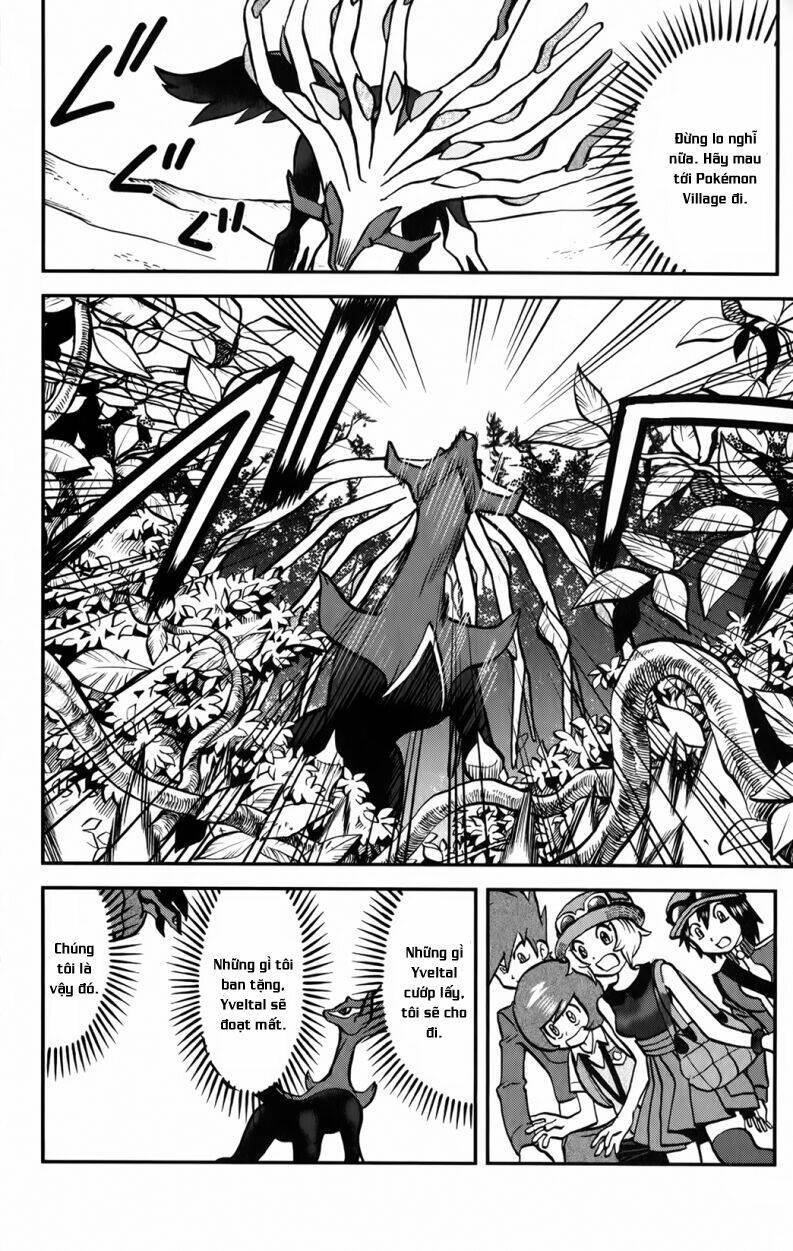 Đừng lo nghĩ
nữa. Hãy mau
tới Pokémon
Village đi.
Những gì
Yveltal
cướp lấy,
tôi sẽ cho
đi.
Những gì tôi
ban tặng,
Yveltal sẽ
đoạt mất.
Chúng
tôi là
vậy đó.